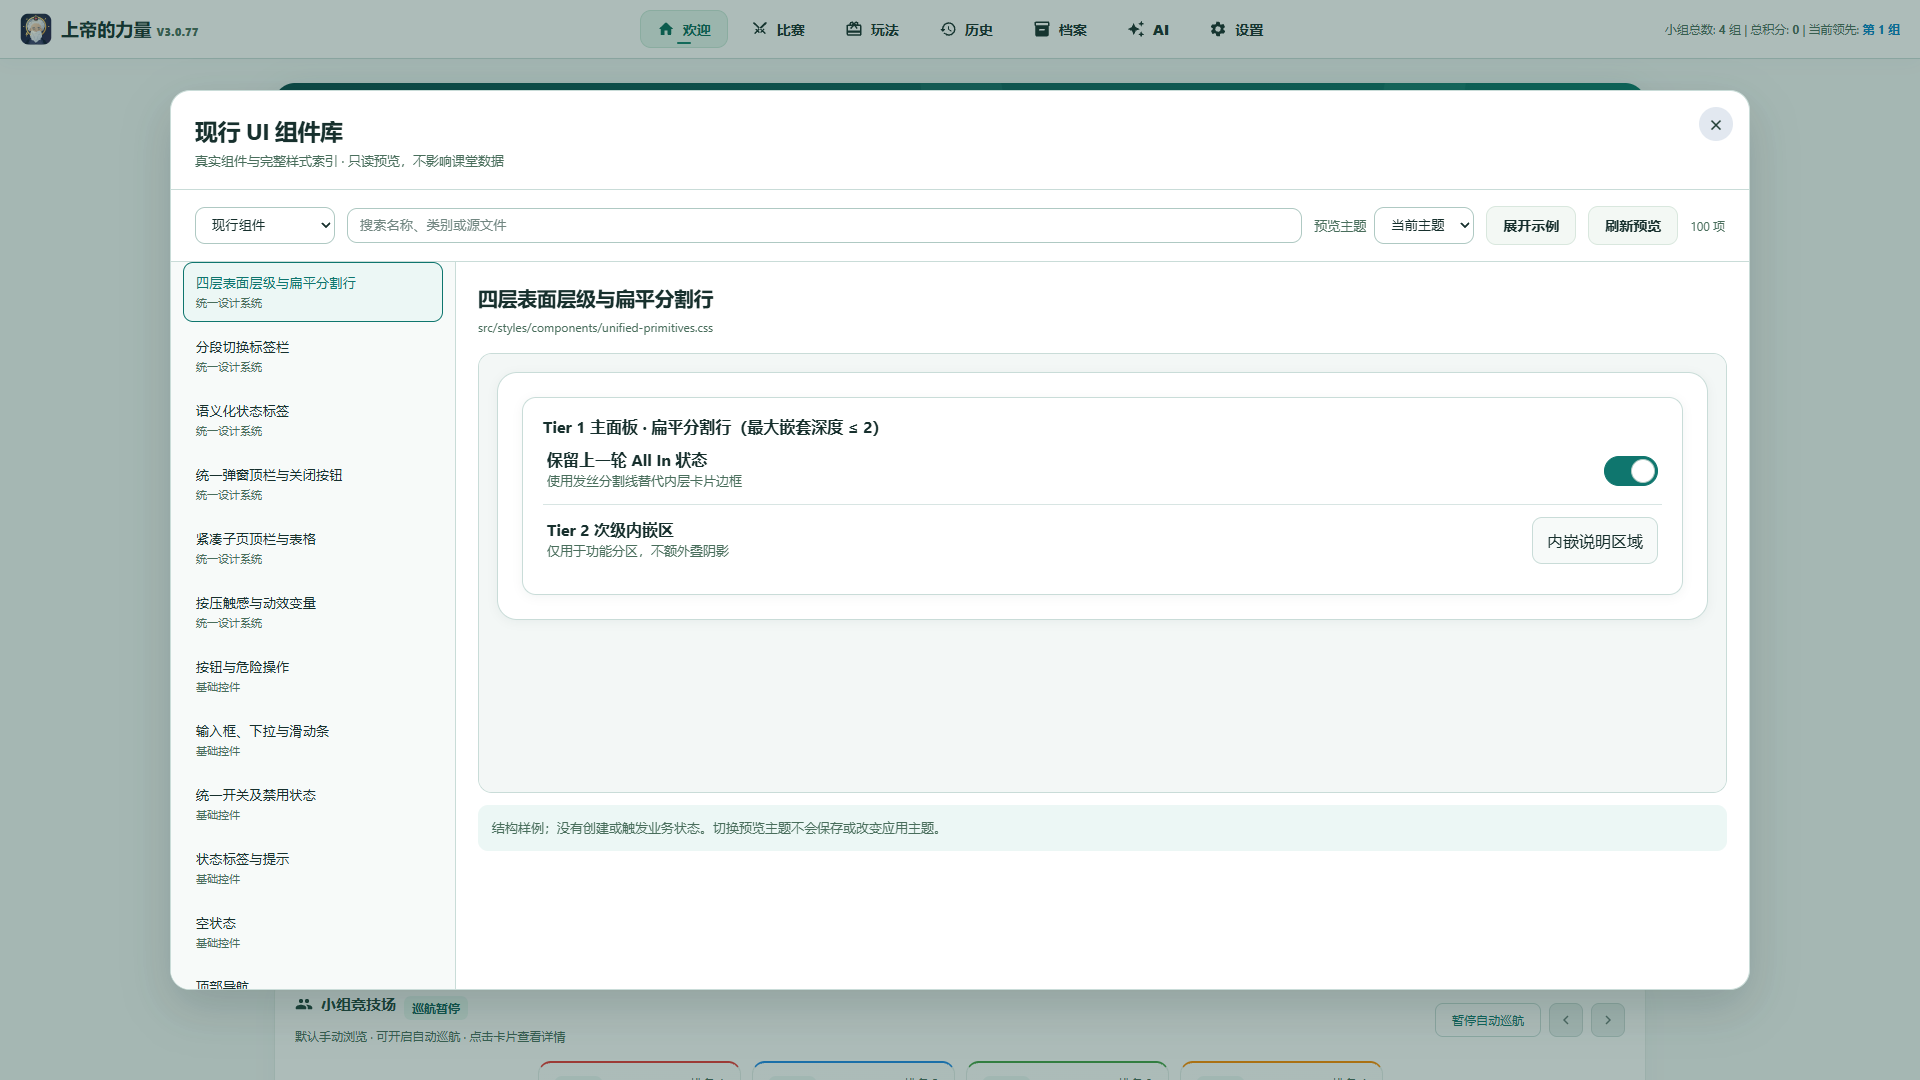 上帝的力量 V3.0.77
欢迎
比赛
玩法
历史
档案
AI
设置
小组总数: 4 组 | 总积分: 0 | 当前领先: 第 1 组
现行 UI 组件库
真实组件与完整样式索引 · 只读预览，不影响课堂数据
现行组件
搜索名称、类别或源文件
预览主题
当前主题
展开示例
刷新预览
100 项
四层表面层级与扁平分割行
统一设计系统
分段切换标签栏
统一设计系统
语义化状态标签
统一设计系统
统一弹窗顶栏与关闭按钮
统一设计系统
紧凑子页顶栏与表格
统一设计系统
按压触感与动效变量
统一设计系统
按钮与危险操作
基础控件
输入框、下拉与滑动条
基础控件
统一开关及禁用状态
基础控件
状态标签与提示
基础控件
空状态
基础控件
顶部导航
四层表面层级与扁平分割行
src/styles/components/unified-primitives.css
Tier 1 主面板 · 扁平分割行（最大嵌套深度 ≤ 2）
保留上一轮 All In 状态
使用发丝分割线替代内层卡片边框
Tier 2 次级内嵌区
仅用于功能分区，不额外叠阴影
内嵌说明区域
结构样例；没有创建或触发业务状态。切换预览主题不会保存或改变应用主题。
小组竞技场
巡航暂停
默认手动浏览 · 可开启自动巡航 · 点击卡片查看详情
暂停自动巡航